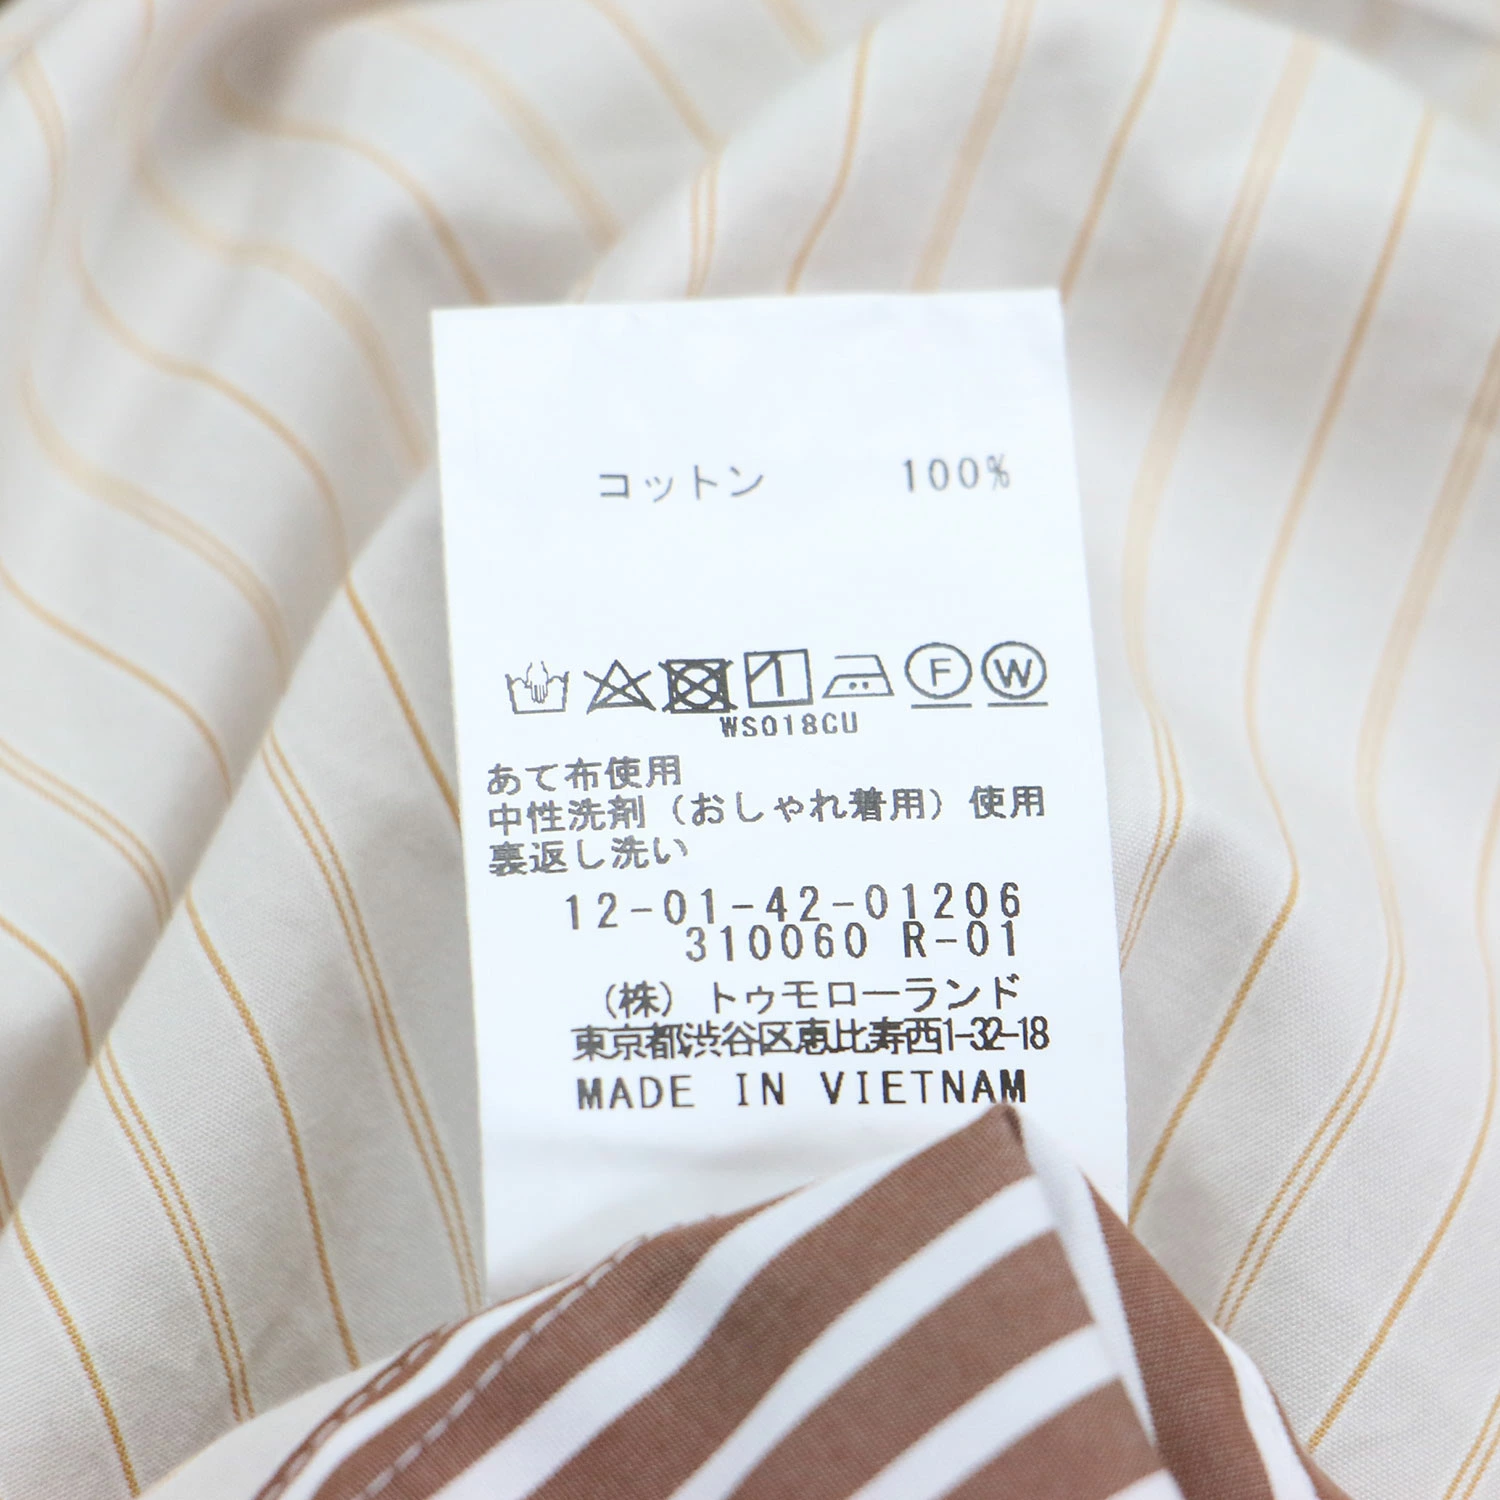 コットン 100%
WS018CU
あて布使用
中性洗剤（おしゃれ着用）使用
裏返し洗い
12-01-42-01206
310060 R-01
（株）トゥモローランド
東京都渋谷区恵比寿西1-32-18
MADE IN VIETNAM